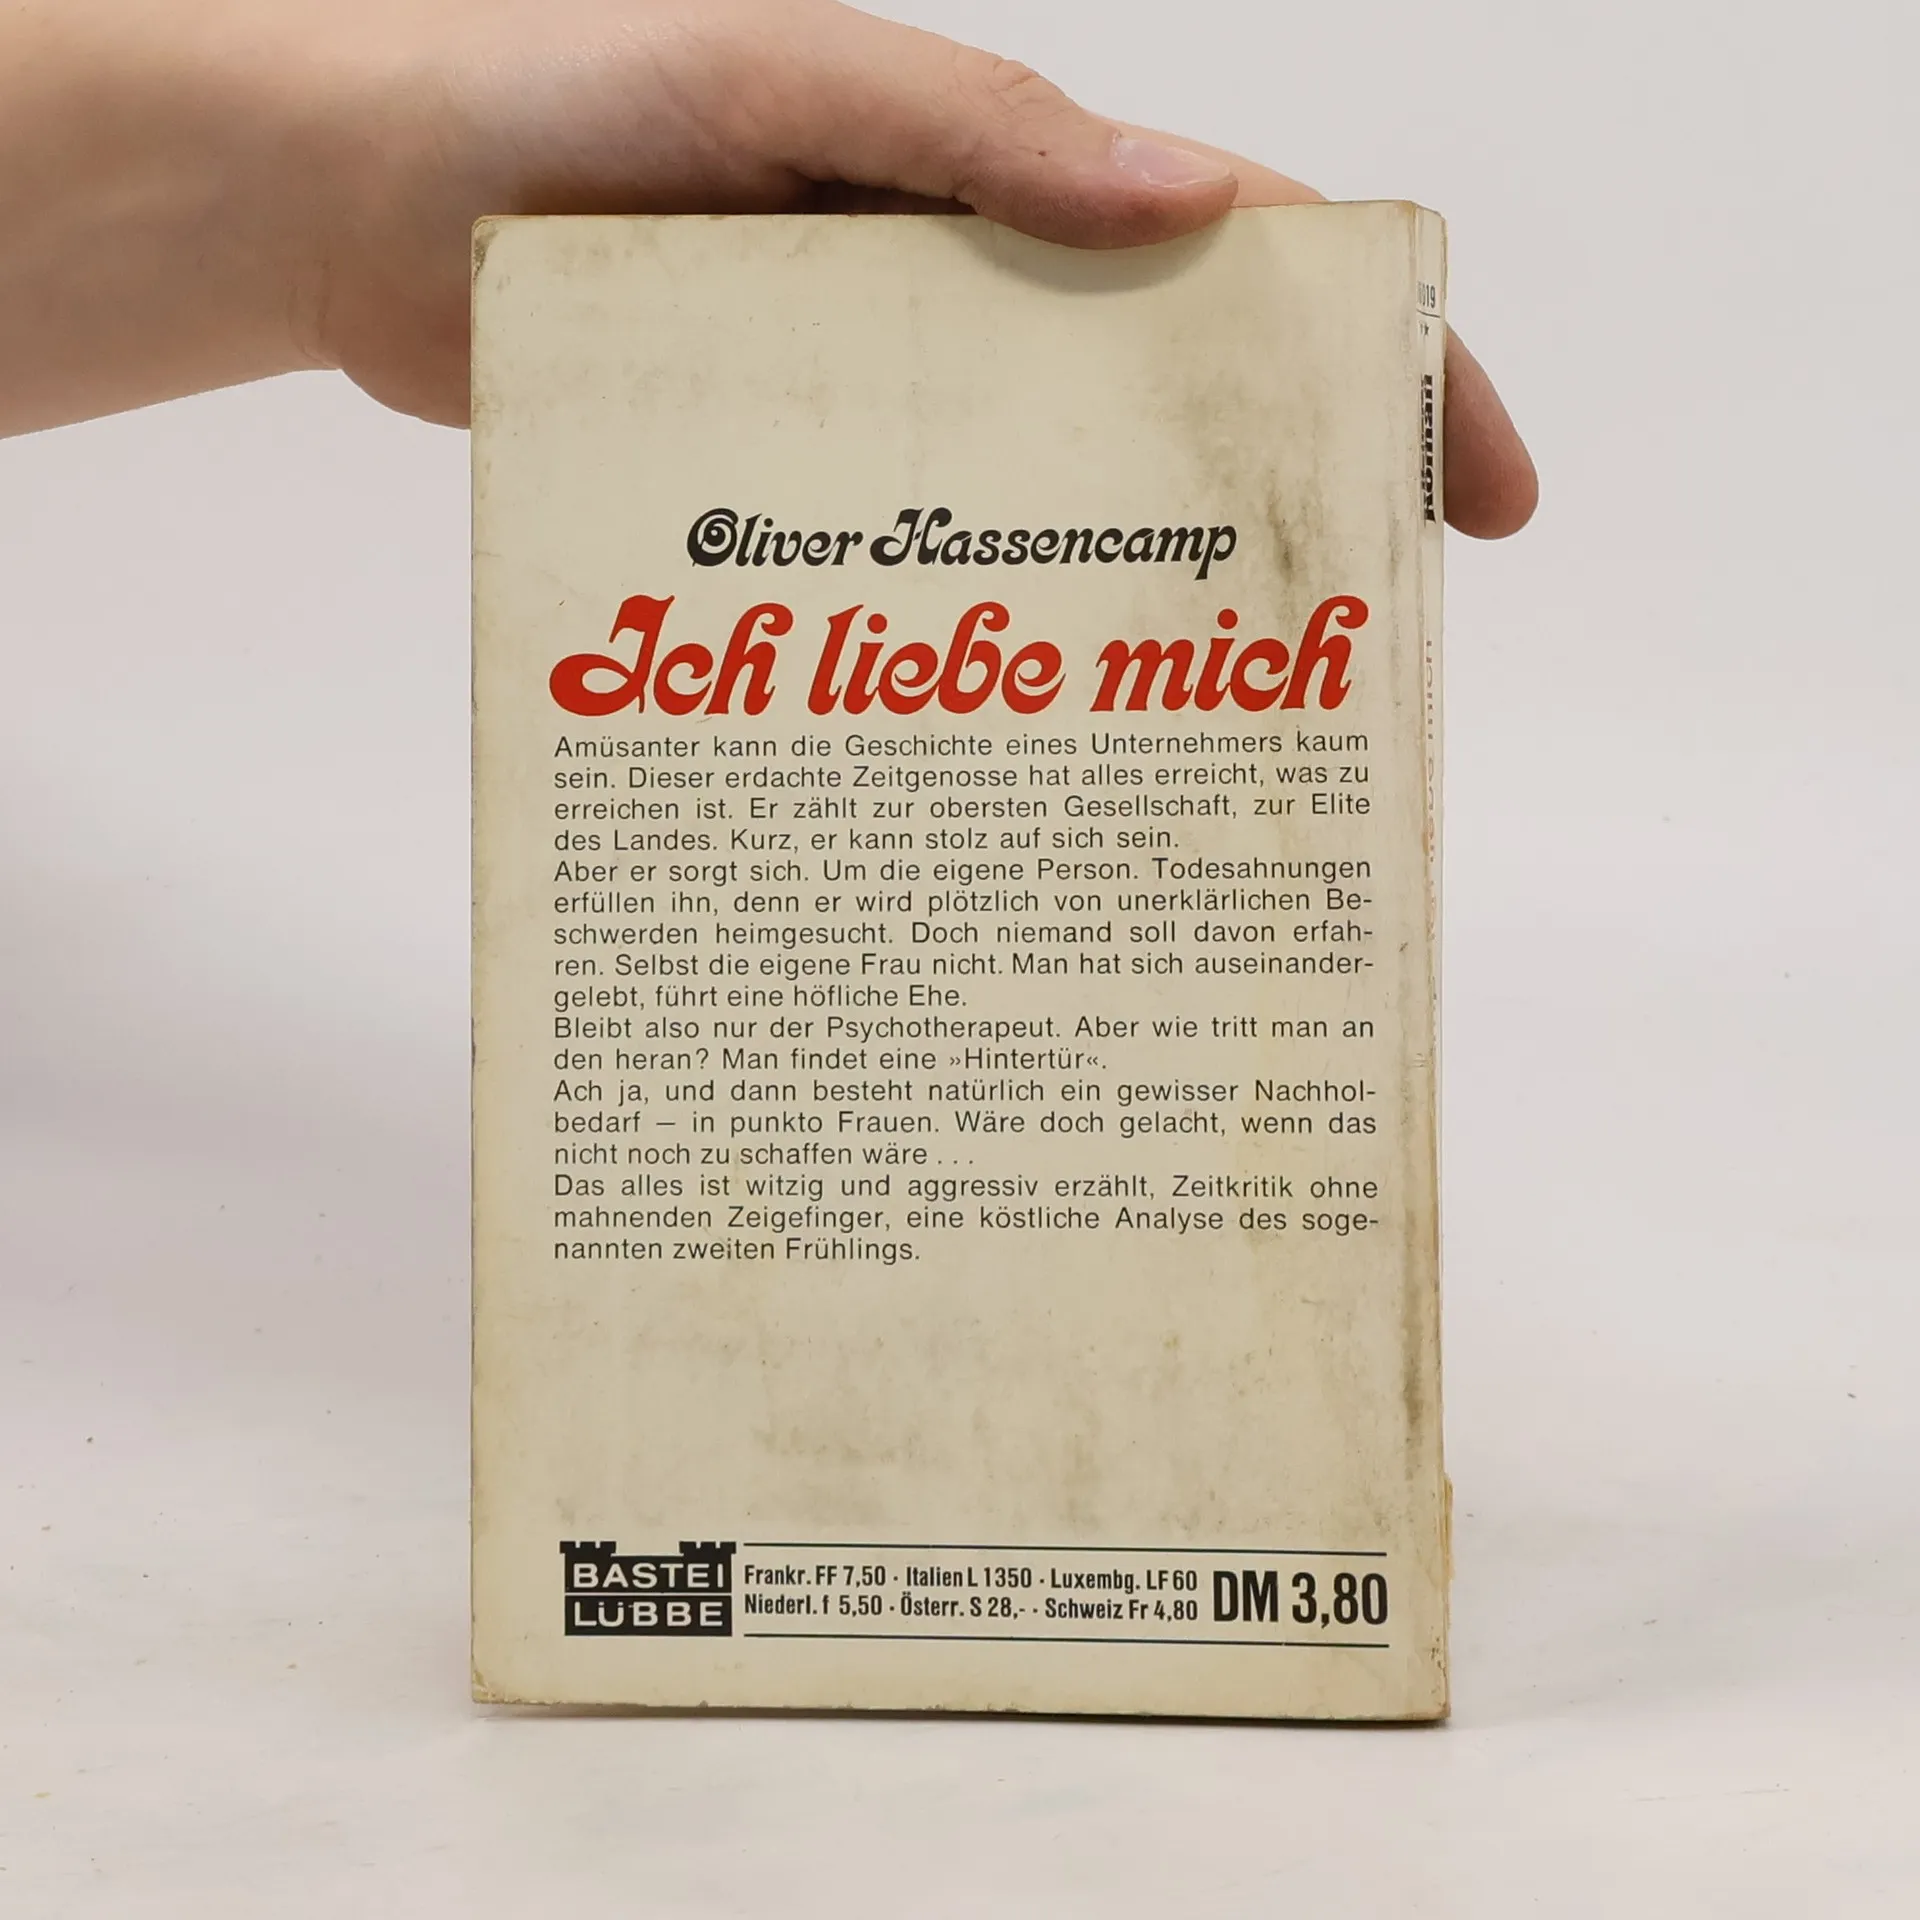 Oliver Hassencamp
Ich liebe mich
Amüsanter kann die Geschichte eines Unternehmers kaum
sein. Dieser erdachte Zeitgenosse hat alles erreicht, was zu
erreichen ist. Er zählt zur obersten Gesellschaft, zur Elite
des Landes. Kurz, er kann stolz auf sich sein.
Aber er sorgt sich. Um die eigene Person. Todesahnungen
erfüllen ihn, denn er wird plötzlich von unerklärlichen Be-
schwerden heimgesucht. Doch niemand soll davon erfah-
ren. Selbst die eigene Frau nicht. Man hat sich auseinander-
gelebt, führt eine höfliche Ehe.
Bleibt also nur der Psychotherapeut. Aber wie tritt man an
den heran? Man findet eine »Hintertür«.
Ach ja, und dann besteht natürlich ein gewisser Nachhol-
bedarf — in punkto Frauen. Wäre doch gelacht, wenn das
nicht noch zu schaffen wäre . . .
Das alles ist witzig und aggressiv erzählt, Zeitkritik ohne
mahnenden Zeigefinger, eine köstliche Analyse des soge-
nannten zweiten Frühlings.
BASTEI
LÜBBE
Frankr. FF 7,50 · Italien L 1350 · Luxembg. LF 60
Niederl. f 5,50 · Österr. S 28,- · Schweiz Fr 4,80
DM 3,80
Roman